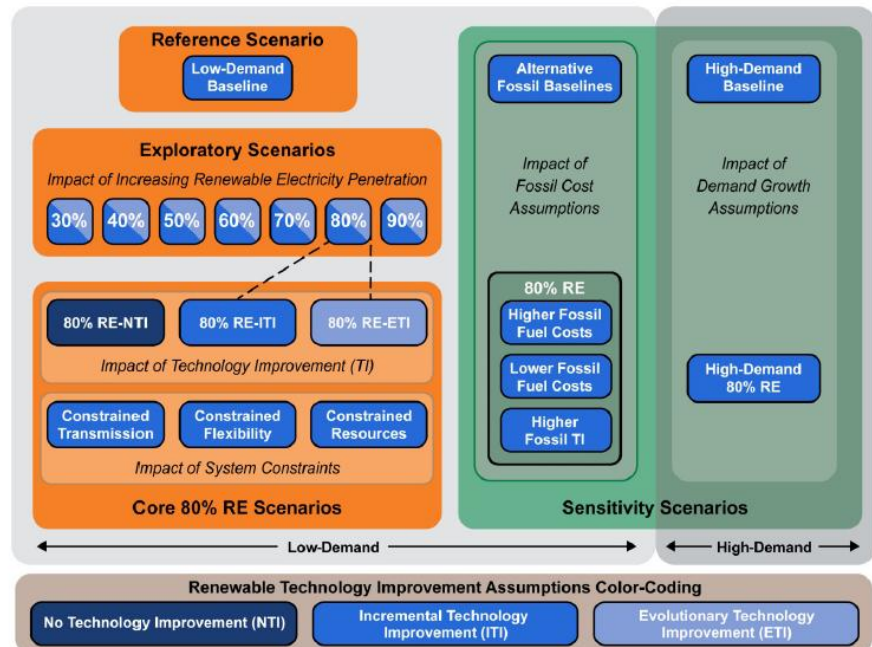 Reference Scenario
Low-Demand
Baseline
Exploratory Scenarios
Impact of Increasing Renewable Electricity Penetration
30% 40% 50% 60% 70% 80% 90%
80% RE-NTI 80% RE-ITI 80% RE-ETI
Impact of Technology Improvement (TI)
Constrained
Transmission
Constrained
Flexibility
Constrained
Resources
Impact of System Constraints
Core 80% RE Scenarios
Alternative
Fossil Baselines
Impact of
Fossil Cost
Assumptions
80% RE
Higher Fossil
Fuel Costs
Lower Fossil
Fuel Costs
Higher
Fossil TI
High-Demand
Baseline
Impact of
Demand Growth
Assumptions
High-Demand
80% RE
Sensitivity Scenarios
Low-Demand
High-Demand
Renewable Technology Improvement Assumptions Color-Coding
No Technology Improvement (NTI)
Incremental Technology
Improvement (ITI)
Evolutionary Technology
Improvement (ETI)